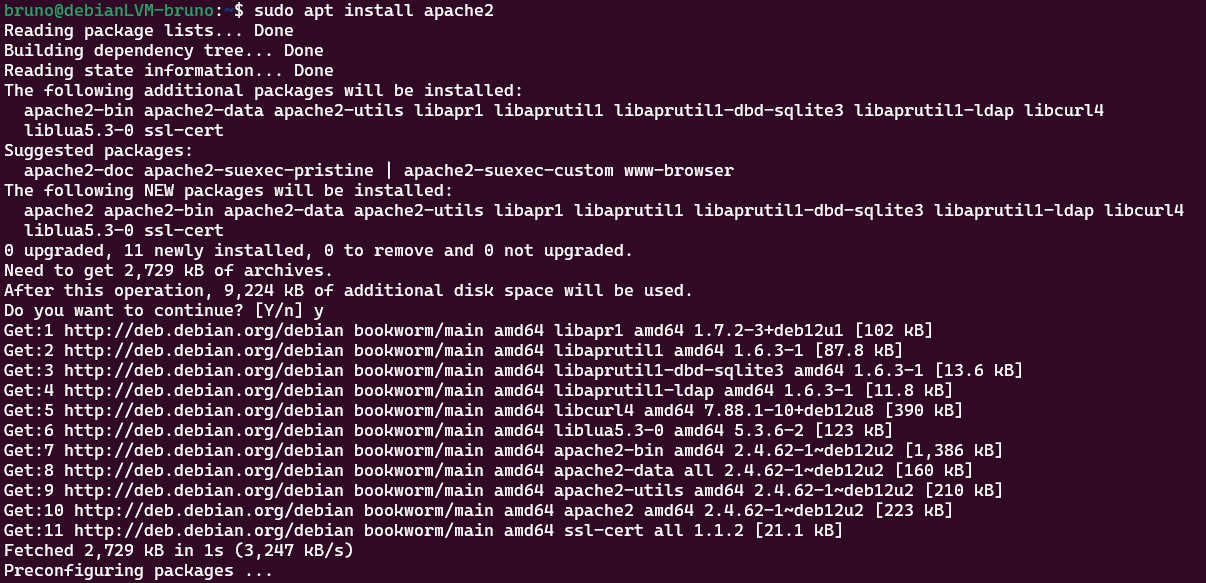 bruno@debianLVM-bruno:~$ sudo apt install apache2
Reading package lists... Done
Building dependency tree... Done
Reading state information... Done
The following additional packages will be installed:
  apache2-bin apache2-data apache2-utils libapr1 libaprutil1 libaprutil1-dbd-sqlite3 libaprutil1-ldap libcurl4
  liblua5.3-0 ssl-cert
Suggested packages:
  apache2-doc apache2-suexec-pristine | apache2-suexec-custom www-browser
The following NEW packages will be installed:
  apache2 apache2-bin apache2-data apache2-utils libapr1 libaprutil1 libaprutil1-dbd-sqlite3 libaprutil1-ldap libcurl4
  liblua5.3-0 ssl-cert
0 upgraded, 11 newly installed, 0 to remove and 0 not upgraded.
Need to get 2,729 kB of archives.
After this operation, 9,224 kB of additional disk space will be used.
Do you want to continue? [Y/n] y
Get:1 http://deb.debian.org/debian bookworm/main amd64 libapr1 amd64 1.7.2-3+deb12u1 [102 kB]
Get:2 http://deb.debian.org/debian bookworm/main amd64 libaprutil1 amd64 1.6.3-1 [87.8 kB]
Get:3 http://deb.debian.org/debian bookworm/main amd64 libaprutil1-dbd-sqlite3 amd64 1.6.3-1 [13.6 kB]
Get:4 http://deb.debian.org/debian bookworm/main amd64 libaprutil1-ldap amd64 1.6.3-1 [11.8 kB]
Get:5 http://deb.debian.org/debian bookworm/main amd64 libcurl4 amd64 7.88.1-10+deb12u8 [390 kB]
Get:6 http://deb.debian.org/debian bookworm/main amd64 liblua5.3-0 amd64 5.3.6-2 [123 kB]
Get:7 http://deb.debian.org/debian bookworm/main amd64 apache2-bin amd64 2.4.62-1~deb12u2 [1,386 kB]
Get:8 http://deb.debian.org/debian bookworm/main amd64 apache2-data all 2.4.62-1~deb12u2 [160 kB]
Get:9 http://deb.debian.org/debian bookworm/main amd64 apache2-utils amd64 2.4.62-1~deb12u2 [210 kB]
Get:10 http://deb.debian.org/debian bookworm/main amd64 apache2 amd64 2.4.62-1~deb12u2 [223 kB]
Get:11 http://deb.debian.org/debian bookworm/main amd64 ssl-cert all 1.1.2 [21.1 kB]
Fetched 2,729 kB in 1s (3,247 kB/s)
Preconfiguring packages ...